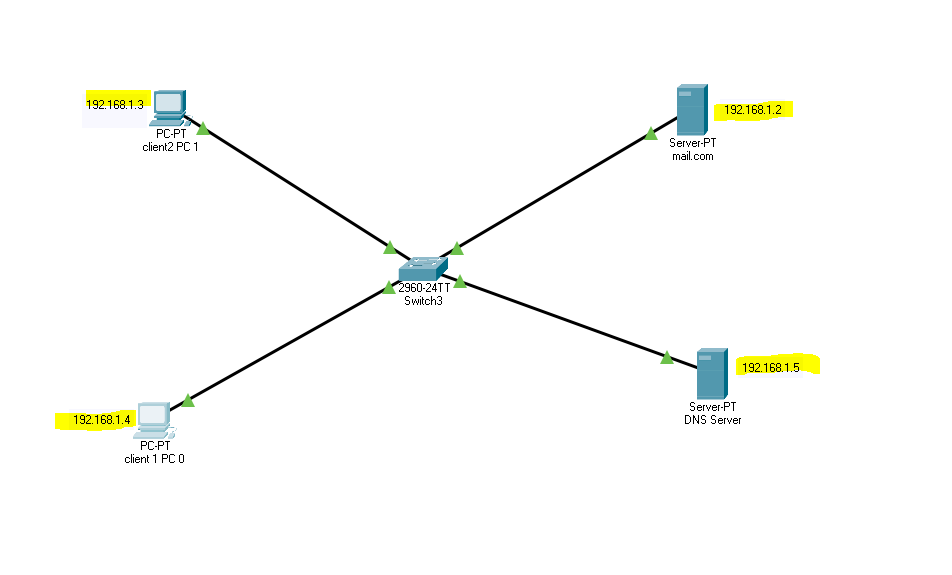 192.168.1.3
PC-PT
client2 PC 1
192.168.1.2
Server-PT
mail.com
2960-24TT
Switch3
192.168.1.5
Server-PT
DNS Server
192.168.1.4
PC-PT
client 1 PC 0